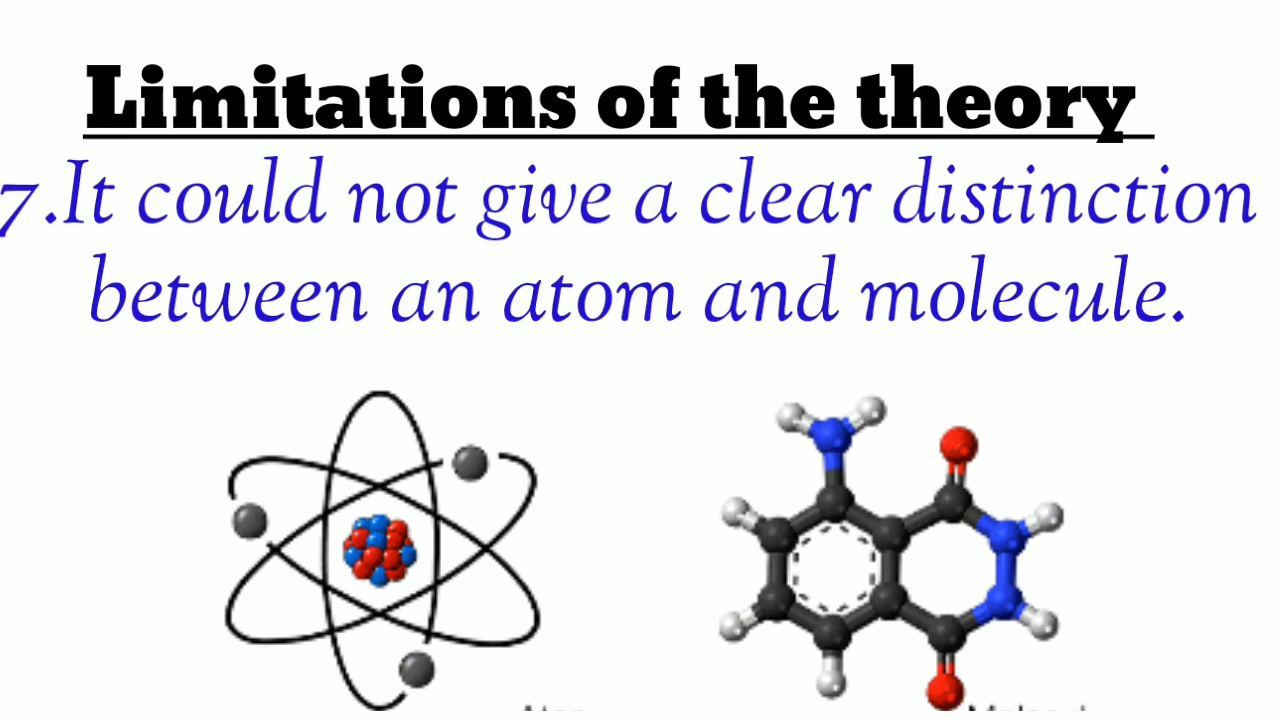 Limitations of the theory
7.It could not give a clear distinction
between an atom and molecule.